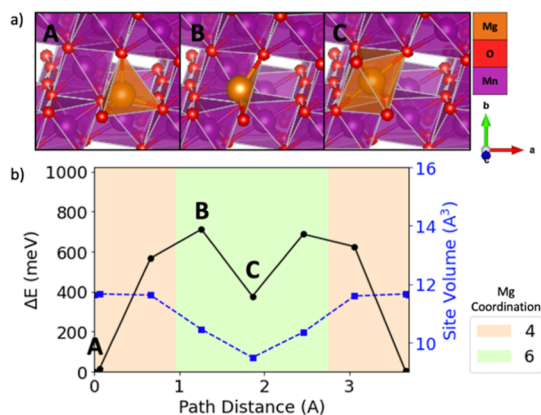 a)
A
B
C
Mg
O
Mn
b
a
c
b)
1000
800
600
400
200
0
ΔE (meV)
A
B
C
16
14
12
10
Site Volume (A³)
0
1
2
3
Path Distance (A)
Mg
Coordination
4
6